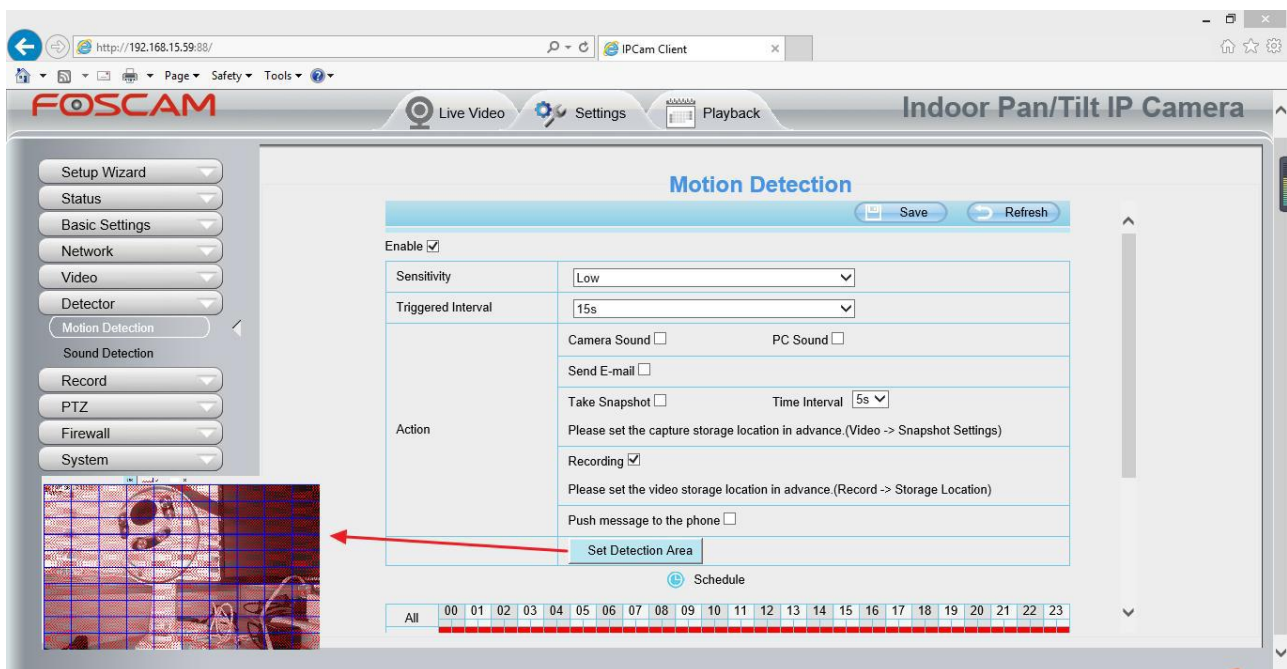 http://192.168.15.59:88/
IPCam Client
Page Safety Tools
FOSCAM
Live Video
Settings
Playback
Indoor Pan/Tilt IP Camera
Setup Wizard
Status
Basic Settings
Network
Video
Detector
Motion Detection
Sound Detection
Record
PTZ
Firewall
System
Motion Detection
Save Refresh
Enable
Sensitivity Low
Triggered Interval 15s
Action
Camera Sound PC Sound
Send E-mail
Take Snapshot Time Interval 5s
Please set the capture storage location in advance.(Video -> Snapshot Settings)
Recording
Please set the video storage location in advance.(Record -> Storage Location)
Push message to the phone
Set Detection Area
Schedule
All 00 01 02 03 04 05 06 07 08 09 10 11 12 13 14 15 16 17 18 19 20 21 22 23